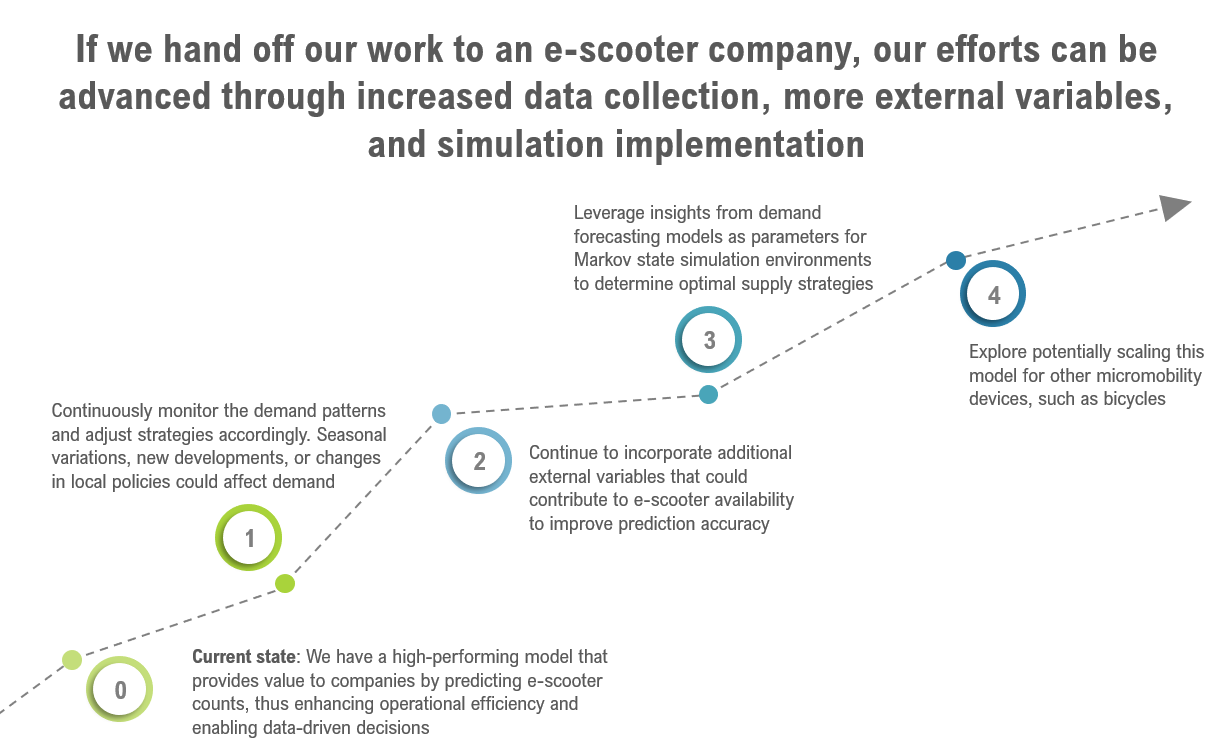 If we hand off our work to an e-scooter company, our efforts can be
advanced through increased data collection, more external variables,
and simulation implementation
Leverage insights from demand
forecasting models as parameters for
Markov state simulation environments
to determine optimal supply strategies
4
3
Explore potentially scaling this
model for other micromobility
devices, such as bicycles
Continuously monitor the demand patterns
and adjust strategies accordingly. Seasonal
variations, new developments, or changes
in local policies could affect demand
2
Continue to incorporate additional
external variables that could
contribute to e-scooter availability
to improve prediction accuracy
1
0
Current state: We have a high-performing model that
provides value to companies by predicting e-scooter
counts, thus enhancing operational efficiency and
enabling data-driven decisions